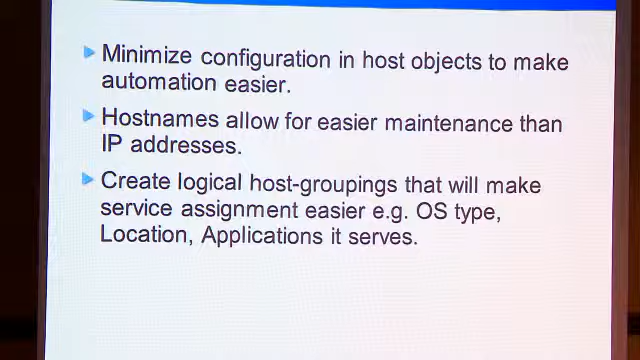 Minimize configuration in host objects to make
automation easier.
Hostnames allow for easier maintenance than
IP addresses.
Create logical host-groupings that will make
service assignment easier e.g. OS type,
Location, Applications it serves.